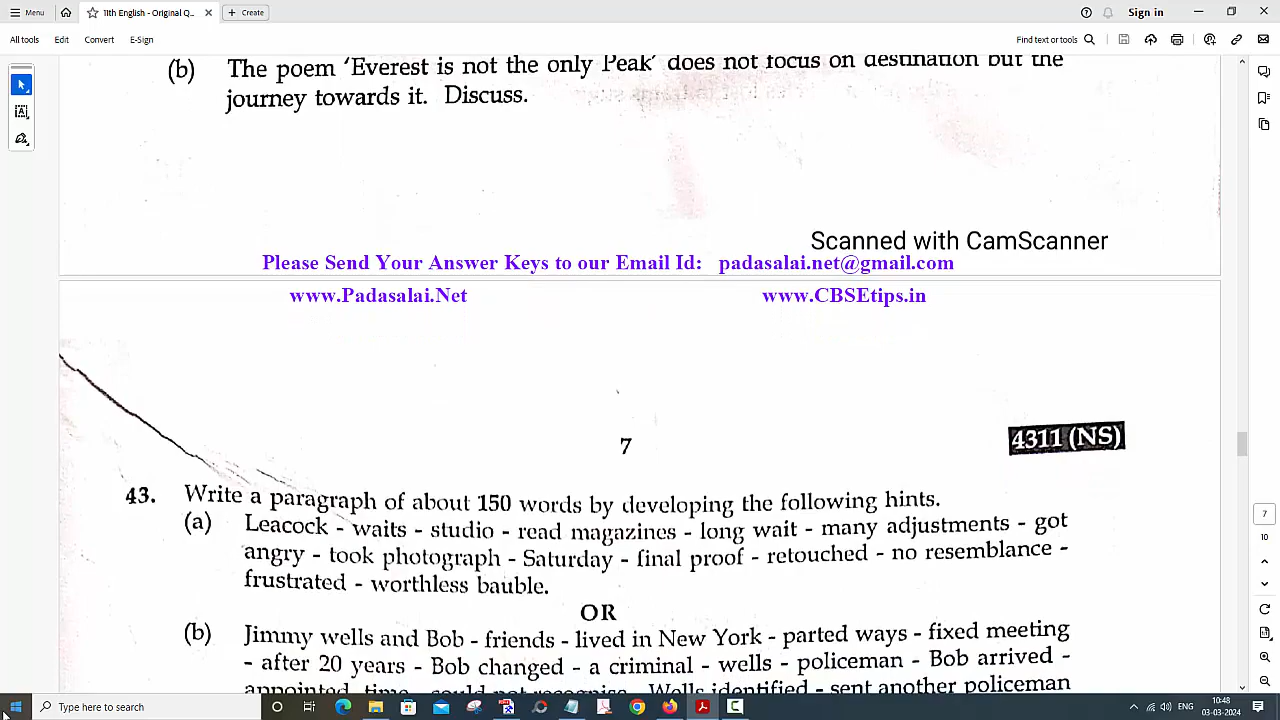 Menu
11th English - Original Q...
Create
Sign in
All tools
Edit
Convert
E-Sign
Find text or tools
(b) The poem 'Everest is not the only Peak' does not focus on destination but the
journey towards it. Discuss.
Scanned with CamScanner
Please Send Your Answer Keys to our Email Id: padasalai.net@gmail.com
www.Padasalai.Net
www.CBSEtips.in
7
4311 (NS)
43. Write a paragraph of about 150 words by developing the following hints.
(a) Leacock - waits - studio - read magazines - long wait - many adjustments - got
angry - took photograph - Saturday - final proof - retouched - no resemblance -
frustrated - worthless bauble.
OR
(b) Jimmy wells and Bob - friends - lived in New York - parted ways - fixed meeting
- after 20 years - Bob changed - a criminal - wells - policeman - Bob arrived -
appointed time - could not recognise - Wells identified - sent another policeman
7
10
Type here to search
ENG
10:48
03-03-2024